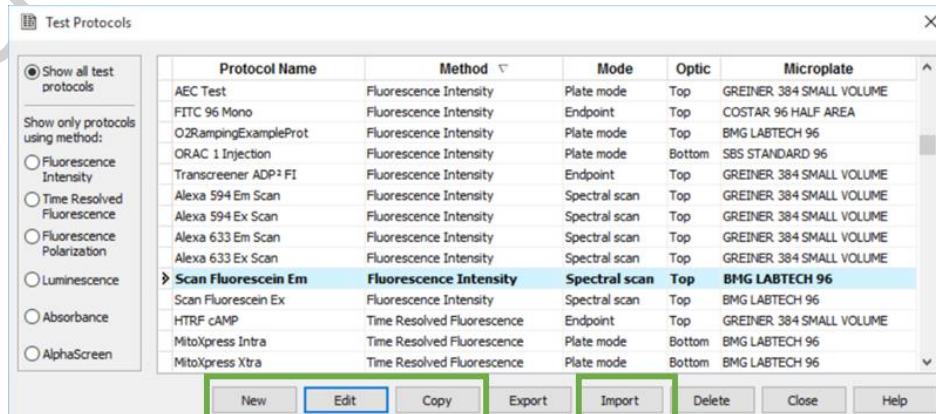 Test Protocols
Show all test
protocols
Show only protocols
using method:
Fluorescence
Intensity
Time Resolved
Fluorescence
Fluorescence
Polarization
Luminescence
Absorbance
AlphaScreen
Protocol Name Method Mode Optic Microplate
AEC Test Fluorescence Intensity Plate mode Top GREINER 384 SMALL VOLUME
FITC 96 Mono Fluorescence Intensity Endpoint Top COSTAR 96 HALF AREA
O2RampingExampleProt Fluorescence Intensity Plate mode Top BMG LABTECH 96
ORAC 1 Injection Fluorescence Intensity Plate mode Bottom SBS STANDARD 96
Transcreener ADP² FI Fluorescence Intensity Endpoint Top GREINER 384 SMALL VOLUME
Alexa 594 Em Scan Fluorescence Intensity Spectral scan Top GREINER 384 SMALL VOLUME
Alexa 594 Ex Scan Fluorescence Intensity Spectral scan Top GREINER 384 SMALL VOLUME
Alexa 633 Em Scan Fluorescence Intensity Spectral scan Top GREINER 384 SMALL VOLUME
Alexa 633 Ex Scan Fluorescence Intensity Spectral scan Top GREINER 384 SMALL VOLUME
Scan Fluorescein Em Fluorescence Intensity Spectral scan Top BMG LABTECH 96
Scan Fluorescein Ex Fluorescence Intensity Spectral scan Top BMG LABTECH 96
HTRF cAMP Time Resolved Fluorescence Endpoint Top GREINER 384 SMALL VOLUME
MitoXpress Intra Time Resolved Fluorescence Plate mode Bottom BMG LABTECH 96
MitoXpress Xtra Time Resolved Fluorescence Plate mode Bottom BMG LABTECH 96
New Edit Copy Export Import Delete Close Help